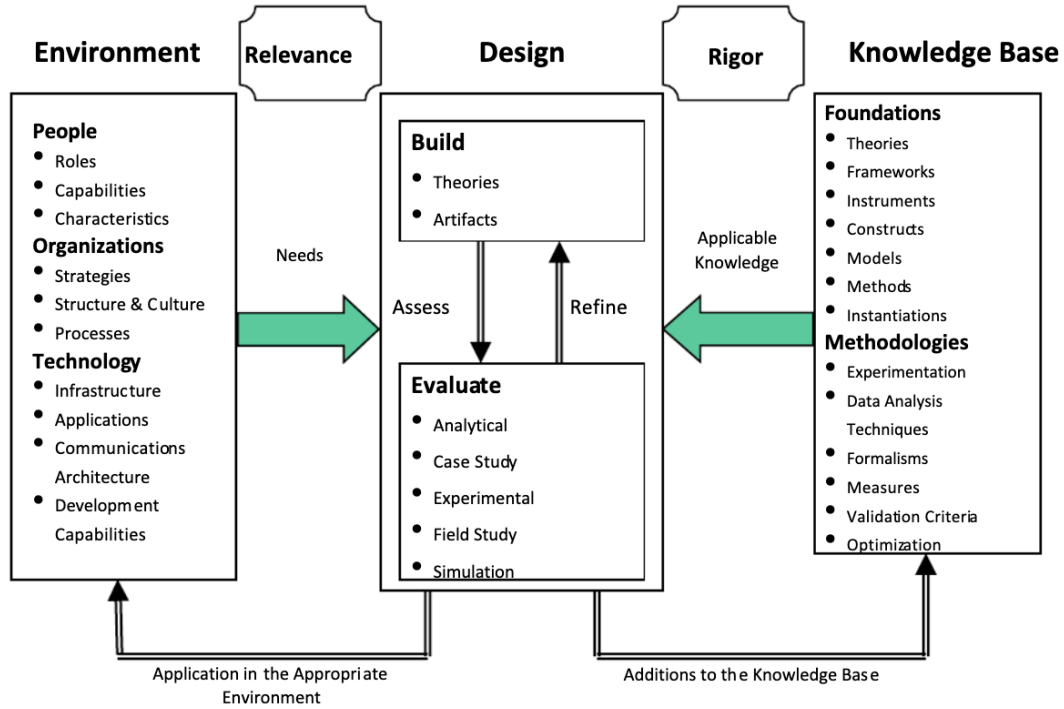 Environment
Relevance
Design
Rigor
Knowledge Base
People
• Roles
• Capabilities
• Characteristics
Organizations
• Strategies
• Structure & Culture
• Processes
Technology
• Infrastructure
• Applications
• Communications
Architecture
• Development
Capabilities
Needs
Build
• Theories
• Artifacts
Assess
Refine
Evaluate
• Analytical
• Case Study
• Experimental
• Field Study
• Simulation
Applicable
Knowledge
Foundations
• Theories
• Frameworks
• Instruments
• Constructs
• Models
• Methods
• Instantiations
Methodologies
• Experimentation
• Data Analysis
Techniques
• Formalisms
• Measures
• Validation Criteria
• Optimization
Application in the Appropriate
Environment
Additions to the Knowledge Base